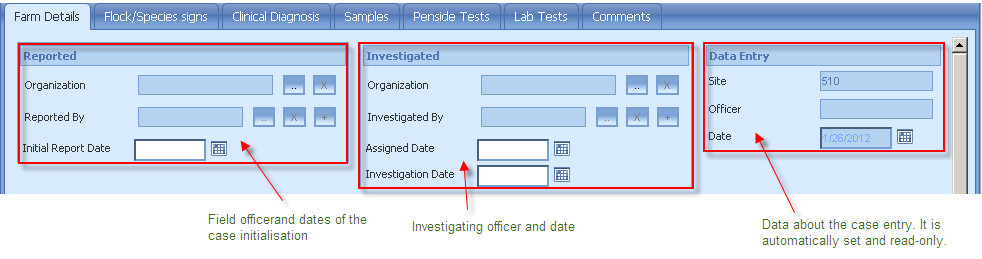 Farm Details Flock/Species signs Clinical Diagnosis Samples Penside Tests Lab Tests Comments
Reported
Organization .. X
Reported By .. X +
Initial Report Date
Investigated
Organization .. X
Investigated By .. X +
Assigned Date
Investigation Date
Data Entry
Site 510
Officer
Date 1/26/2012
Field officerand dates of the
case initialisation
Investigating officer and date
Data about the case entry. It is
automatically set and read-only.